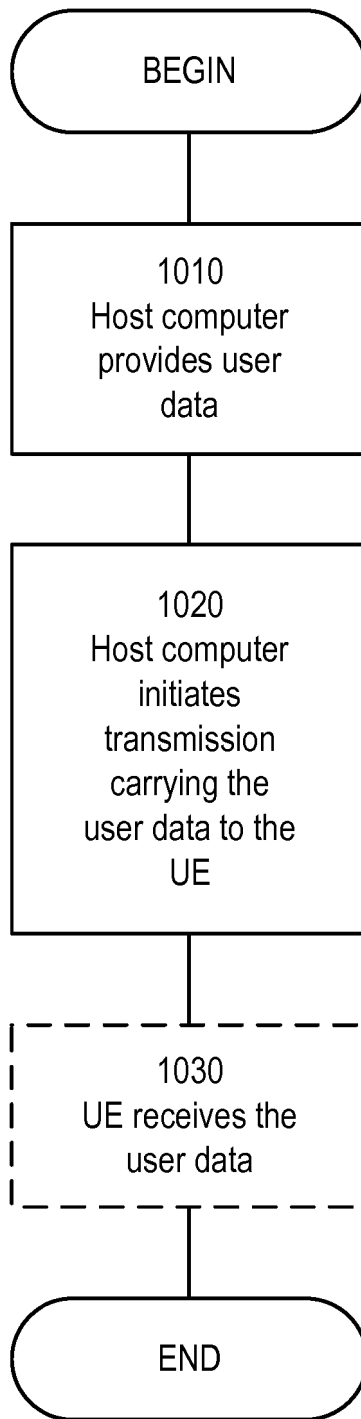 BEGIN
1010
Host computer
provides user
data
1020
Host computer
initiates
transmission
carrying the
user data to the
UE
1030
UE receives the
user data
END